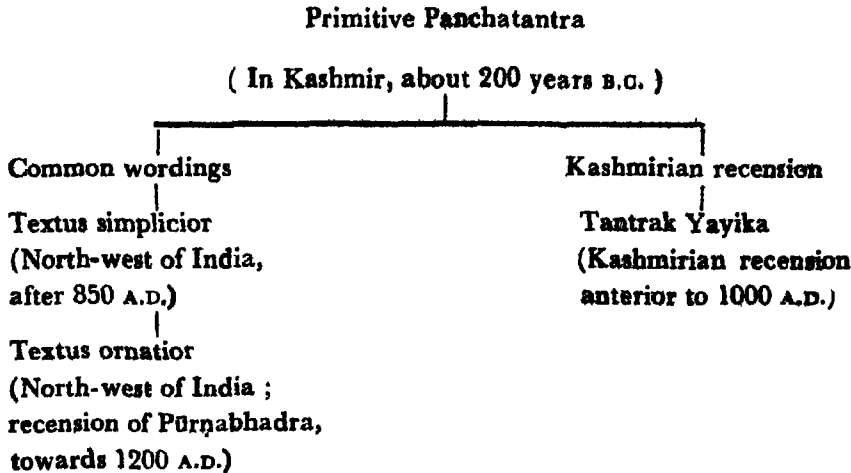 Primitive Panchatantra
( In Kashmir, about 200 years B.C. )
Common wordings
Textus simplicior
(North-west of India,
after 850 A.D.)
Textus ornatior
(North-west of India ;
recension of Pūrṇabhadra,
towards 1200 A.D.)
Kashmirian recension
Tantrak Yayika
(Kashmirian recension
anterior to 1000 A.D.)